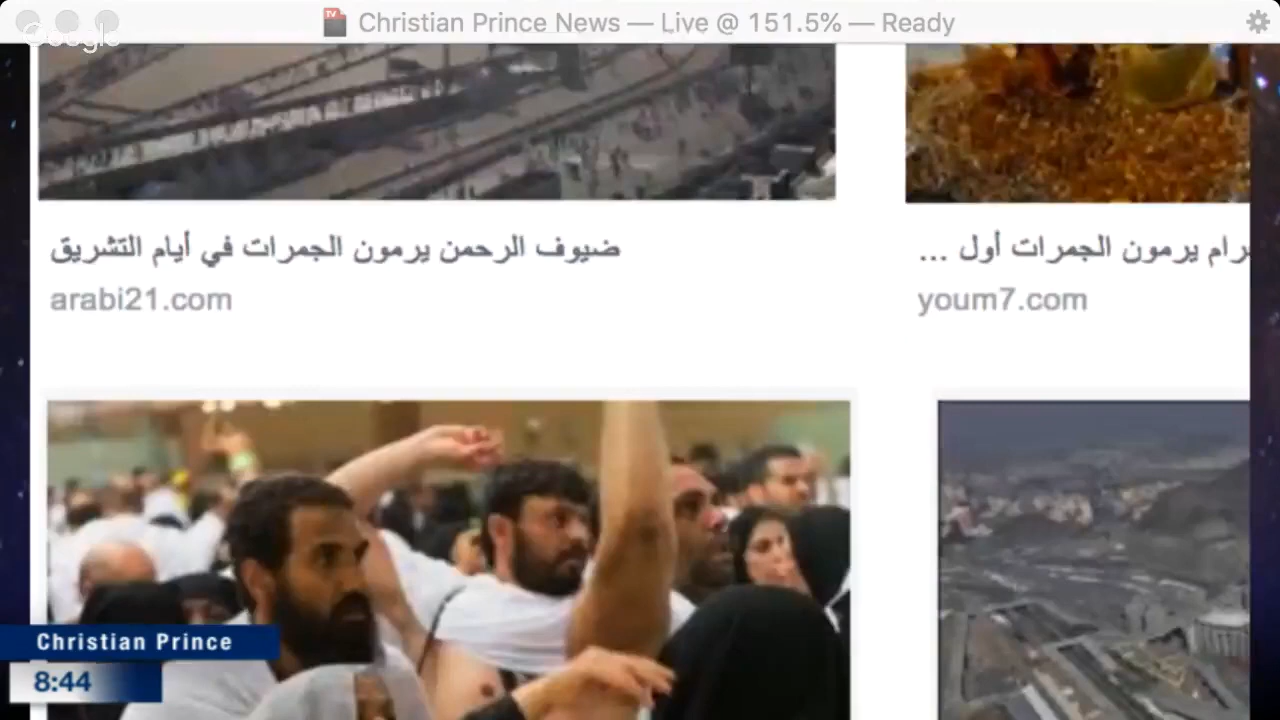 Christian Prince News — Live @ 151.5% — Ready
Google
ضيوف الرحمن يرمون الجمرات في أيام التشريق
arabi21.com
يرمون الجمرات أول ...
youm7.com
Christian Prince
8:44